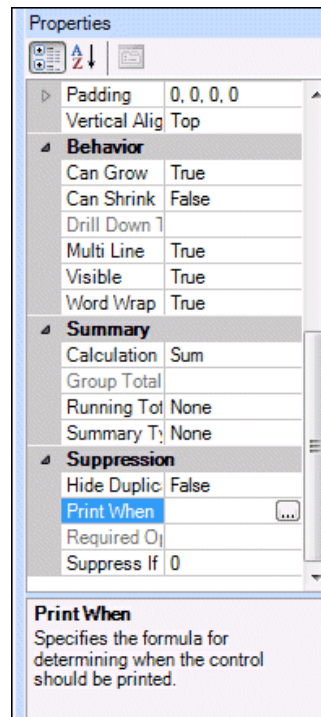 Properties
Padding 0, 0, 0, 0
Vertical Alig Top
Behavior
Can Grow True
Can Shrink False
Drill Down T
Multi Line True
Visible True
Word Wrap True
Summary
Calculation Sum
Group Total
Running Tot None
Summary Ty None
Suppression
Hide Duplic False
Print When ...
Required Op
Suppress If 0
Print When
Specifies the formula for
determining when the control
should be printed.